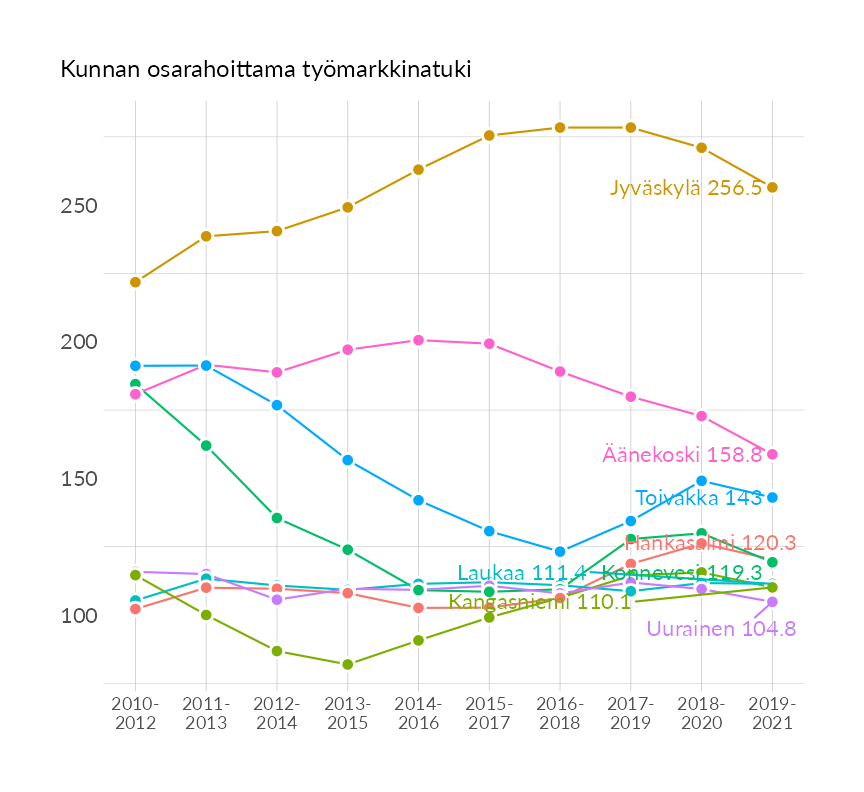 Kunnan osarahoittama työmarkkinatuki
250
200
150
100
Jyväskylä 256.5
Äänekoski 158.8
Toivakka 143
Hankasalmi 120.3
Laukaa 111.4
Konnevesi 119.3
Kangasniemi 110.1
Uurainen 104.8
2010-
2012
2011-
2013
2012-
2014
2013-
2015
2014-
2016
2015-
2017
2016-
2018
2017-
2019
2018-
2020
2019-
2021